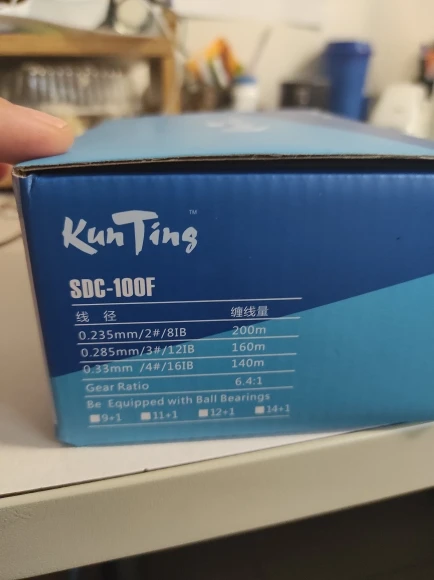 KunTing™
SDC-100F
线 径 缠线量
0.235mm/2#/8IB 200m
0.285mm/3#/12IB 160m
0.33mm /4#/16IB 140m
Gear Ratio 6.4:1
Be Equipped with Ball Bearings
9+1 11+1 12+1 14+1